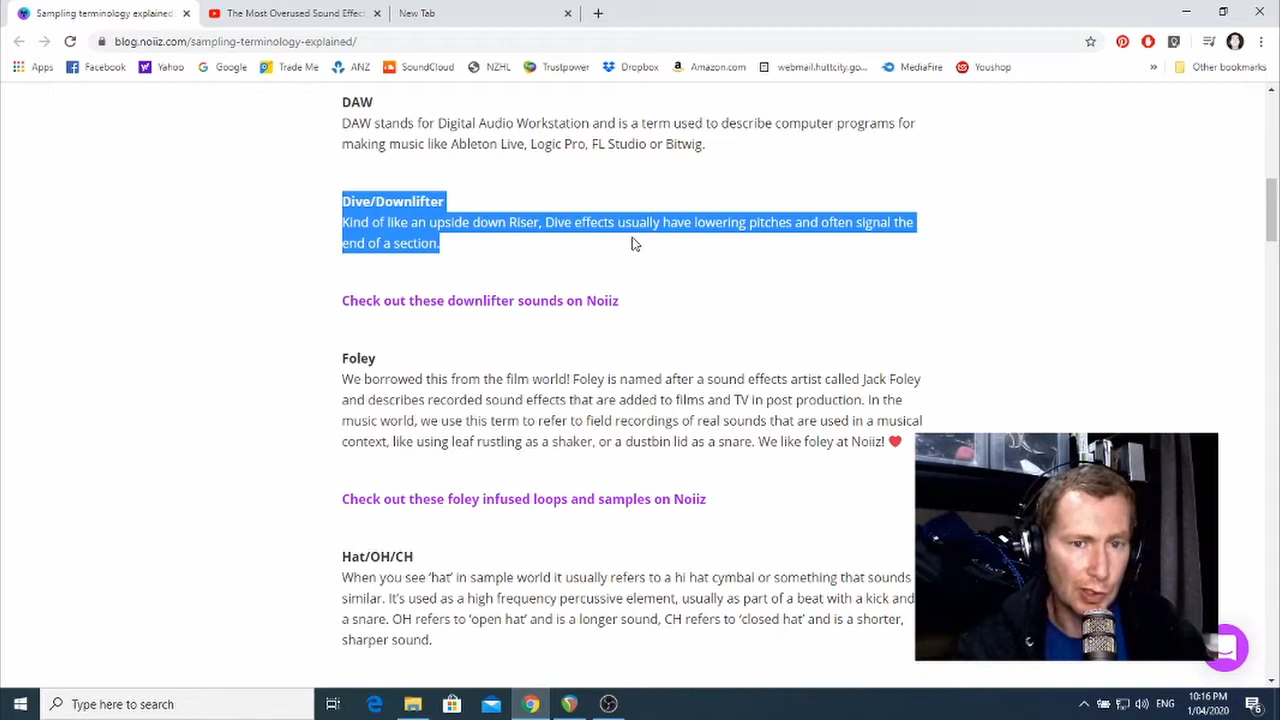 Sampling terminology explained
The Most Overused Sound Effect
New Tab
blog.noiiz.com/sampling-terminology-explained/
Apps
Facebook
Yahoo
Google
Trade Me
ANZ
SoundCloud
NZHL
Trustpower
Dropbox
Amazon.com
webmail.huttcity.go...
MediaFire
Youshop
»
Other bookmarks
DAW
DAW stands for Digital Audio Workstation and is a term used to describe computer programs for
making music like Ableton Live, Logic Pro, FL Studio or Bitwig.
Dive/Downlifter
Kind of like an upside down Riser, Dive effects usually have lowering pitches and often signal the
end of a section.
Check out these downlifter sounds on Noiiz
Foley
We borrowed this from the film world! Foley is named after a sound effects artist called Jack Foley
and describes recorded sound effects that are added to films and TV in post production. In the
music world, we use this term to refer to field recordings of real sounds that are used in a musical
context, like using leaf rustling as a shaker, or a dustbin lid as a snare. We like foley at Noiiz! ❤
Check out these foley infused loops and samples on Noiiz
Hat/OH/CH
When you see ‘hat’ in sample world it usually refers to a hi hat cymbal or something that sounds
similar. It’s used as a high frequency percussive element, usually as part of a beat with a kick and
a snare. OH refers to ‘open hat’ and is a longer sound, CH refers to ‘closed hat’ and is a shorter,
sharper sound.
Type here to search
ENG
10:16 PM
1/04/2020